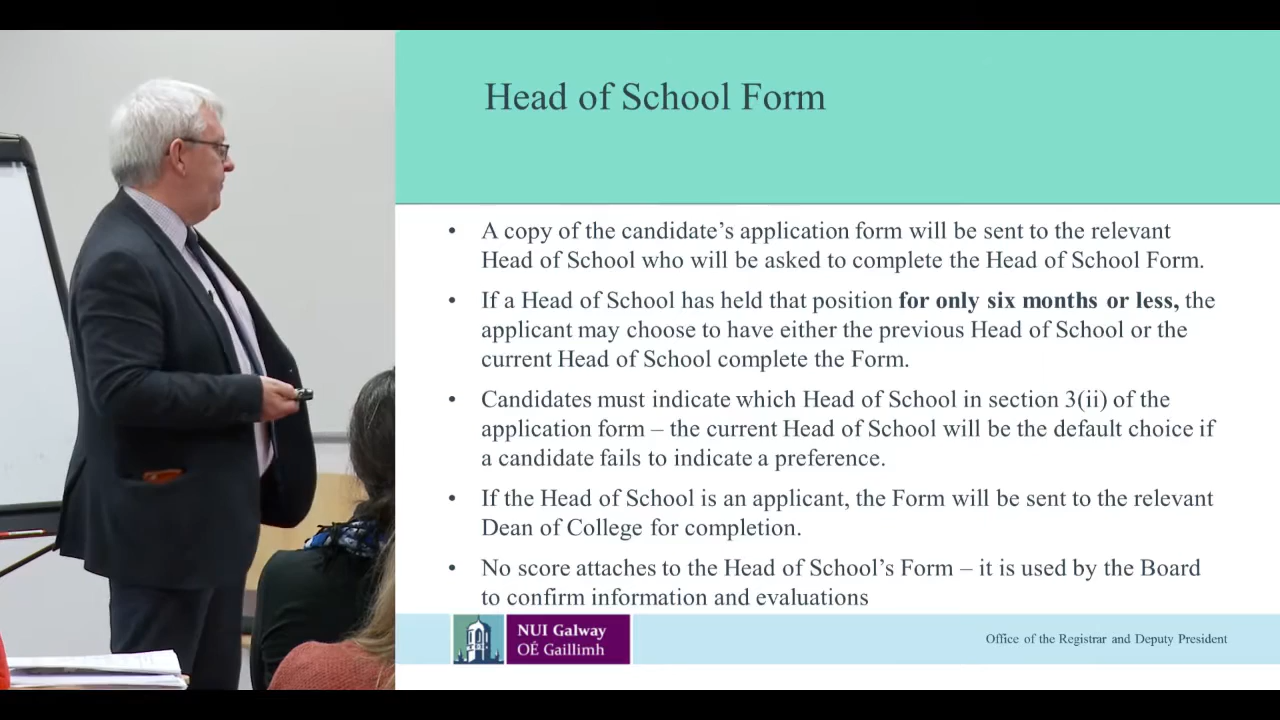 Head of School Form
• A copy of the candidate’s application form will be sent to the relevant
Head of School who will be asked to complete the Head of School Form.
• If a Head of School has held that position for only six months or less, the
applicant may choose to have either the previous Head of School or the
current Head of School complete the Form.
• Candidates must indicate which Head of School in section 3(ii) of the
application form – the current Head of School will be the default choice if
a candidate fails to indicate a preference.
• If the Head of School is an applicant, the Form will be sent to the relevant
Dean of College for completion.
• No score attaches to the Head of School’s Form – it is used by the Board
to confirm information and evaluations
NUI Galway
OÉ Gaillimh
Office of the Registrar and Deputy President